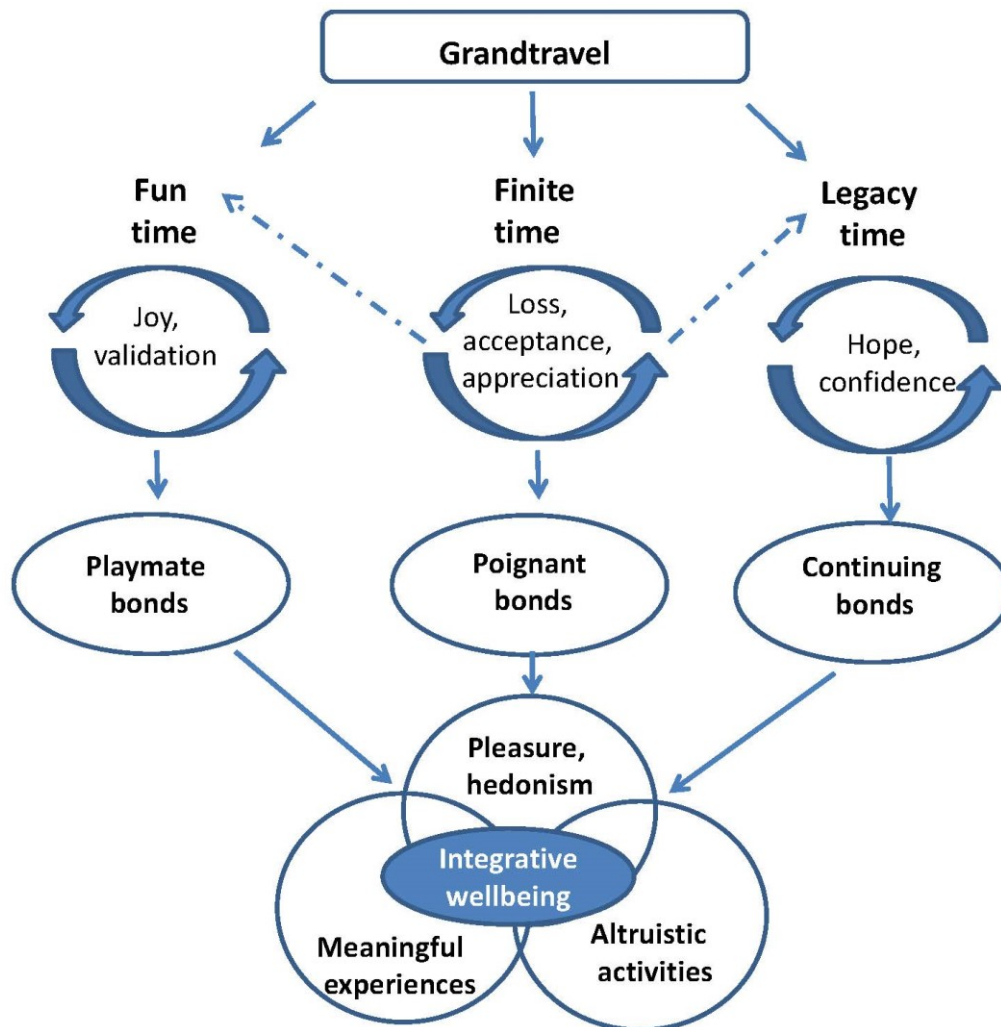 Grandtravel
Fun
time
Finite
time
Legacy
time
Joy,
validation
Loss,
acceptance,
appreciation
Hope,
confidence
Playmate
bonds
Poignant
bonds
Continuing
bonds
Pleasure,
hedonism
Integrative
wellbeing
Meaningful
experiences
Altruistic
activities